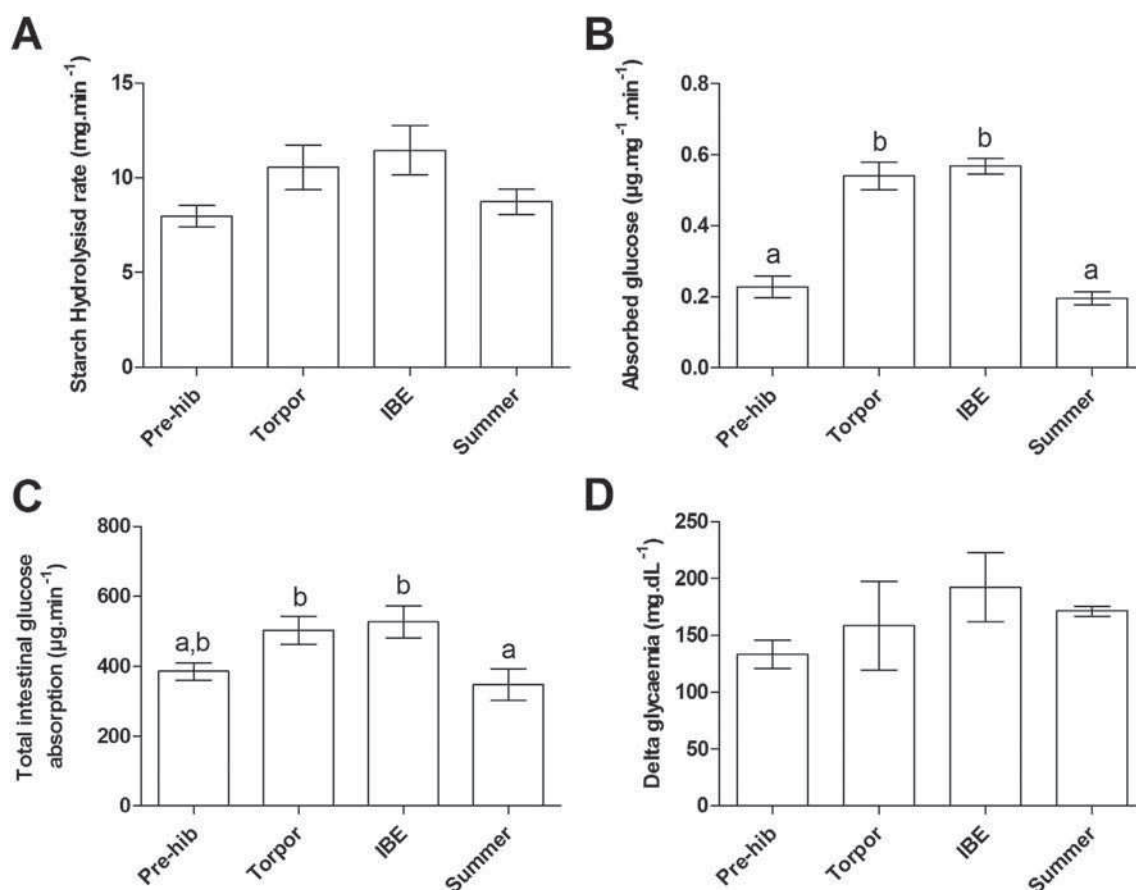 A
Starch Hydrolysisd rate (mg.min⁻¹)
15
10
5
0
Pre-hib
Torpor
IBE
Summer
B
Absorbed glucose (µg.mg⁻¹.min⁻¹)
0.8
0.6
0.4
0.2
0.0
a
b
b
a
Pre-hib
Torpor
IBE
Summer
C
Total intestinal glucose
absorption (µg.min⁻¹)
800
600
400
200
0
a,b
b
b
a
Pre-hib
Torpor
IBE
Summer
D
Delta glycaemia (mg.dL⁻¹)
250
200
150
100
50
0
Pre-hib
Torpor
IBE
Summer